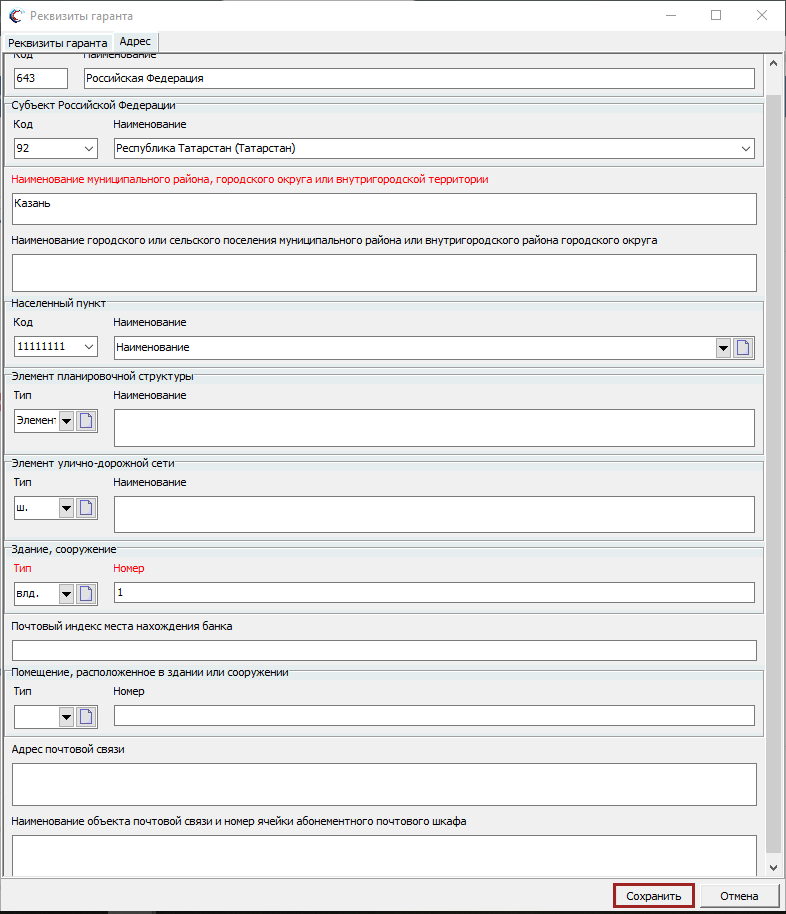 Реквизиты гаранта
Реквизиты гаранта Адрес
Код Наименование
643 Российская Федерация
Субъект Российской Федерации
Код Наименование
92 Республика Татарстан (Татарстан)
Наименование муниципального района, городского округа или внутригородской территории
Казань
Наименование городского или сельского поселения муниципального района или внутригородского района городского округа
Населенный пункт
Код Наименование
11111111 Наименование
Элемент планировочной структуры
Тип Наименование
Элемент
Элемент улично-дорожной сети
Тип Наименование
ш.
Здание, сооружение
Тип Номер
влд. 1
Почтовый индекс места нахождения банка
Помещение, расположенное в здании или сооружении
Тип Номер
Адрес почтовой связи
Наименование объекта почтовой связи и номер ячейки абонементного почтового шкафа
Сохранить Отмена